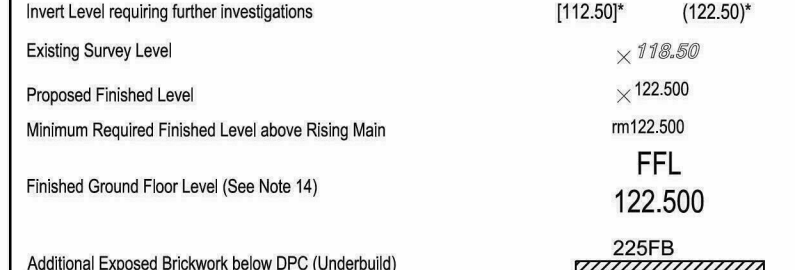 Invert Level requiring further investigations [112.50]* (122.50)*
Existing Survey Level ×118.50
Proposed Finished Level ×122.500
Minimum Required Finished Level above Rising Main rm122.500
FFL
Finished Ground Floor Level (See Note 14)
122.500
225FB
Additional Exposed Brickwork below DPC (Underbuild)